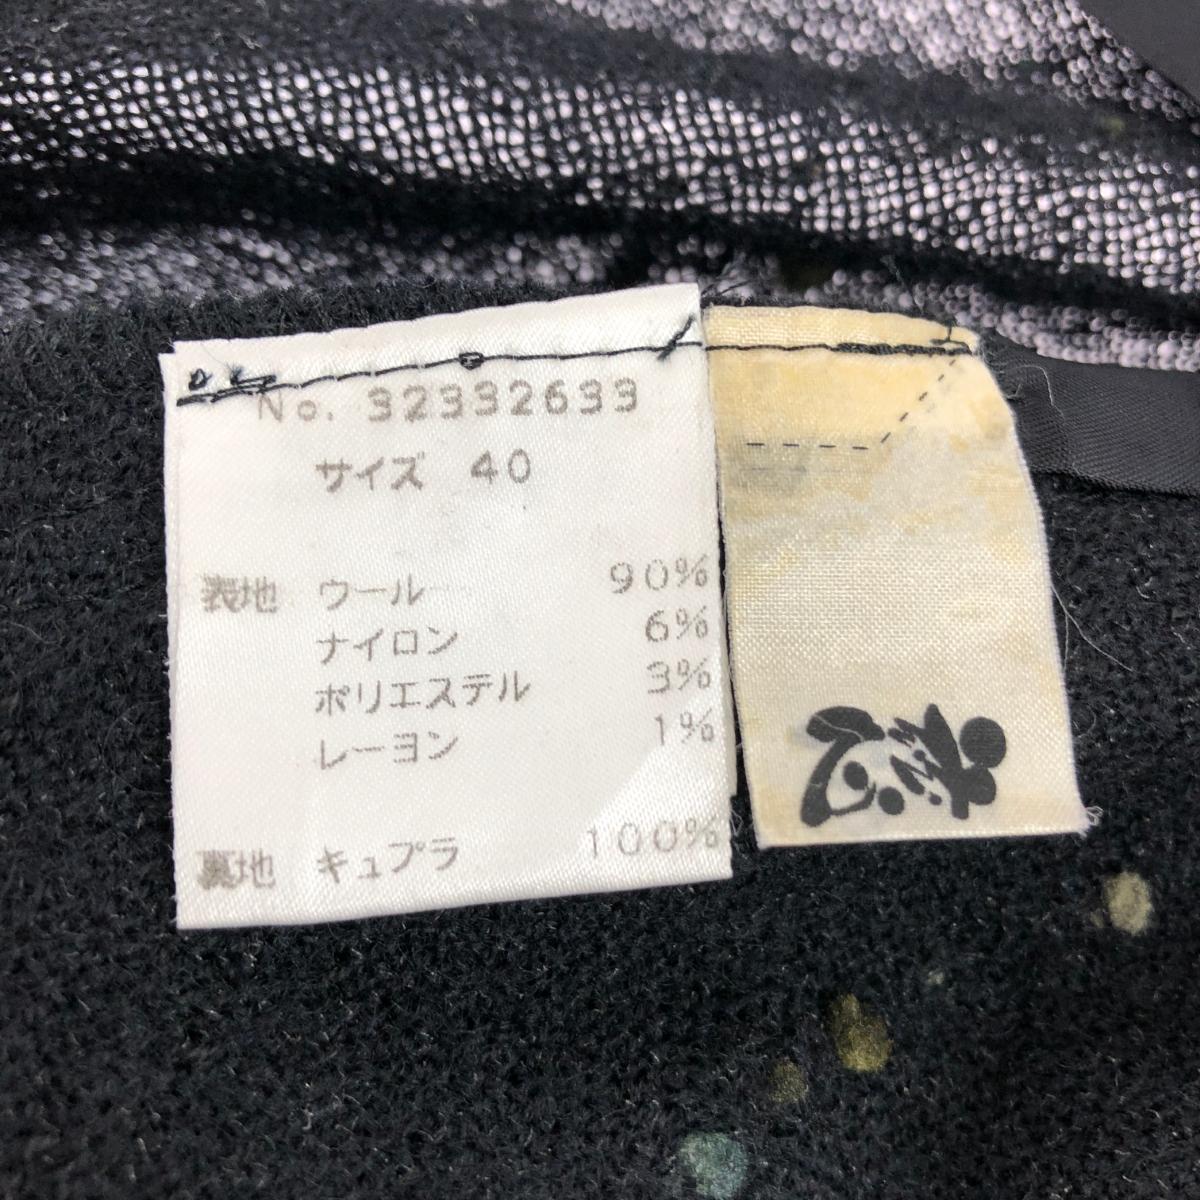 No. 32332633
サイズ 40
表地 ウール 90%
ナイロン 6%
ポリエステル 3%
レーヨン 1%
裏地 キュプラ 100%